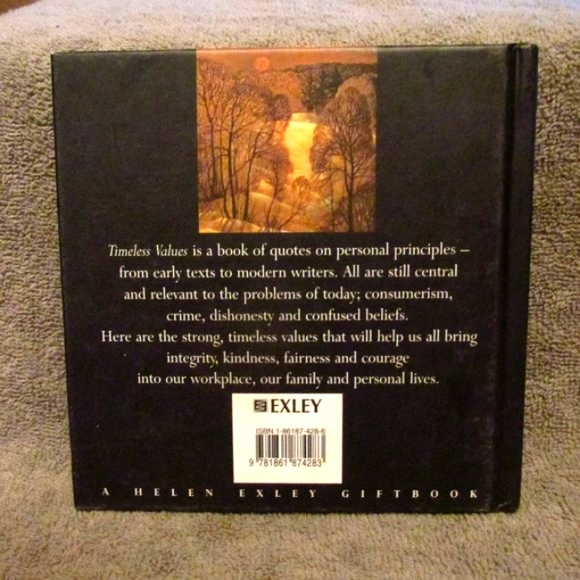 Timeless Values is a book of quotes on personal principles –
from early texts to modern writers. All are still central
and relevant to the problems of today; consumerism,
crime, dishonesty and confused beliefs.
Here are the strong, timeless values that will help us all bring
integrity, kindness, fairness and courage
into our workplace, our family and personal lives.
EXLEY
ISBN 1-86187-428-6
9 781861 874283
A HELEN EXLEY GIFTBOOK